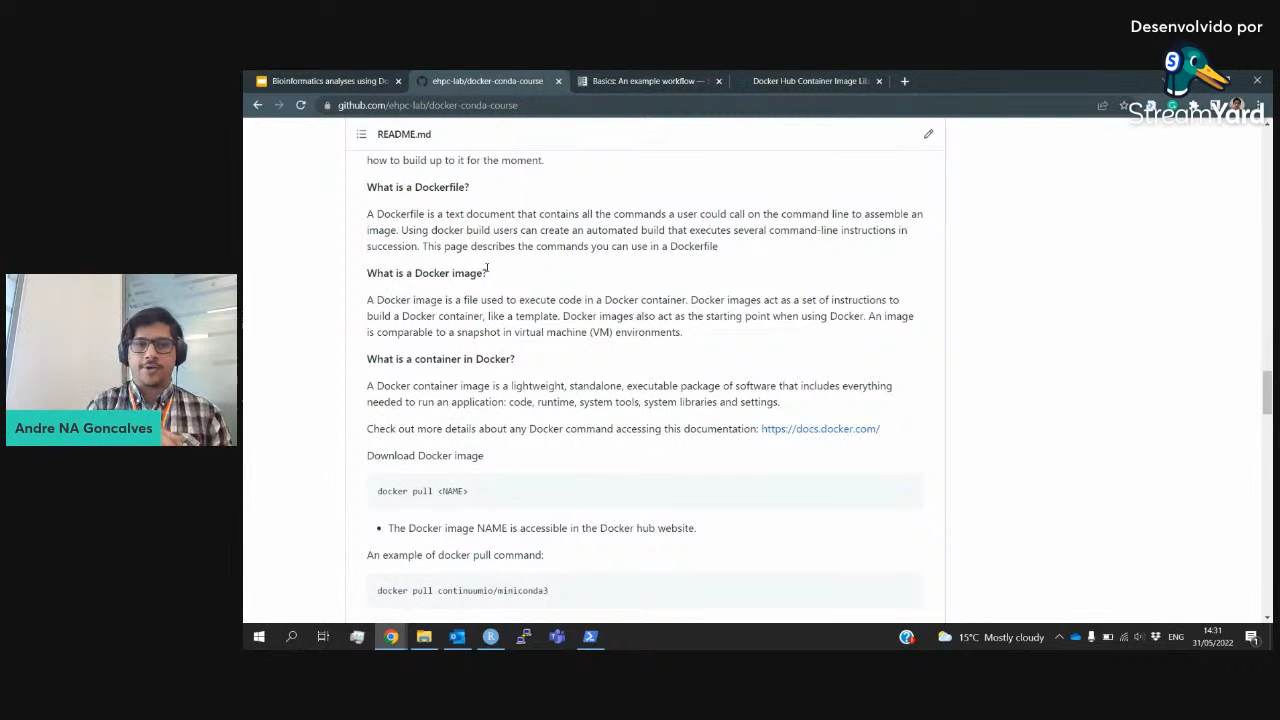 Desenvolvido por
StreamYard
Bioinformatics analyses using Do
ehpc-lab/docker-conda-course
Basics: An example workflow —
Docker Hub Container Image Lib
github.com/ehpc-lab/docker-conda-course
README.md
how to build up to it for the moment.
What is a Dockerfile?
A Dockerfile is a text document that contains all the commands a user could call on the command line to assemble an
image. Using docker build users can create an automated build that executes several command-line instructions in
succession. This page describes the commands you can use in a Dockerfile
What is a Docker image?
A Docker image is a file used to execute code in a Docker container. Docker images act as a set of instructions to
build a Docker container, like a template. Docker images also act as the starting point when using Docker. An image
is comparable to a snapshot in virtual machine (VM) environments.
What is a container in Docker?
A Docker container image is a lightweight, standalone, executable package of software that includes everything
needed to run an application: code, runtime, system tools, system libraries and settings.
Check out more details about any Docker command accessing this documentation: https://docs.docker.com/
Download Docker image
docker pull <NAME>
• The Docker image NAME is accessible in the Docker hub website.
An example of docker pull command:
docker pull continuumio/miniconda3
Andre NA Goncalves
15°C Mostly cloudy
ENG
14:31
31/05/2022